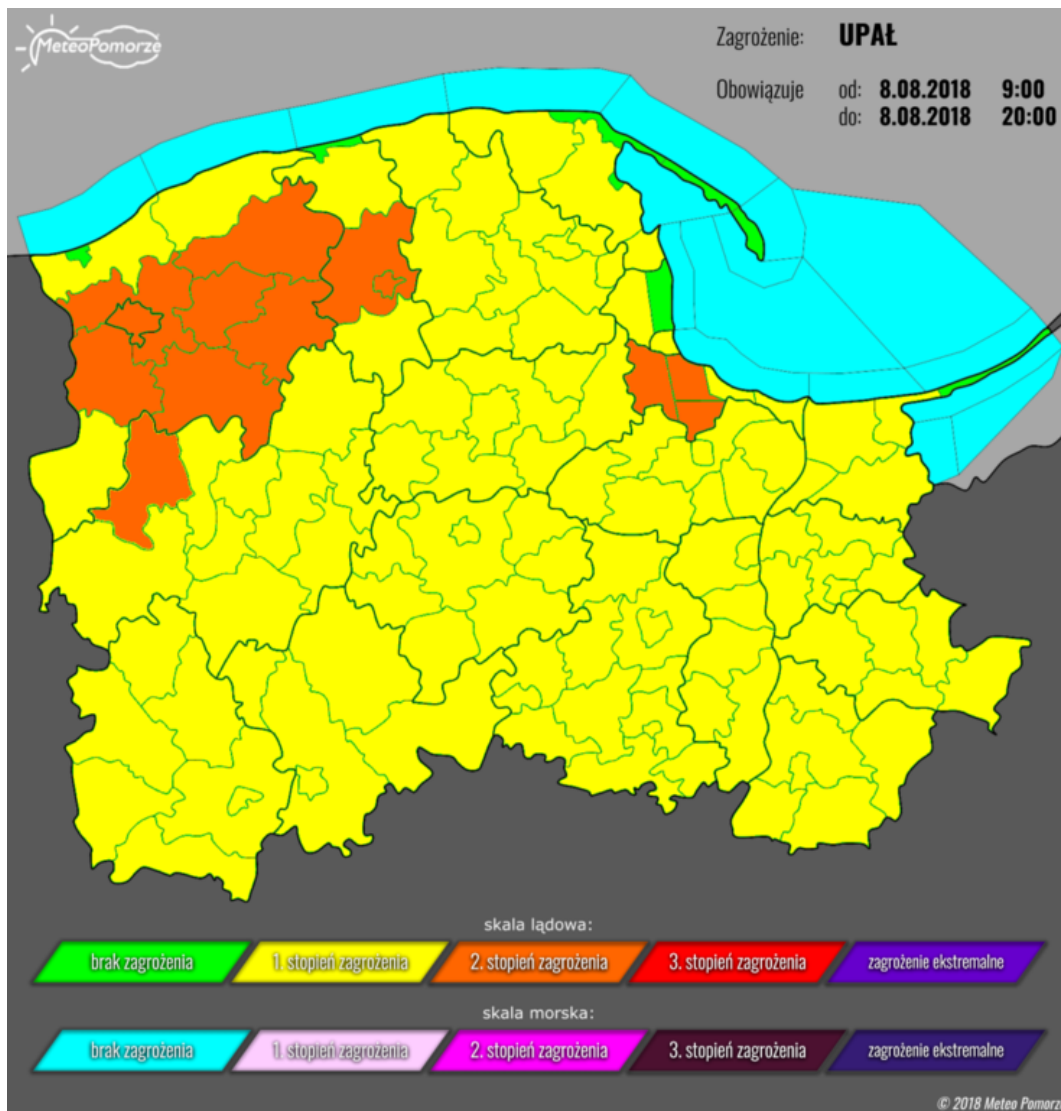 MeteoPomorze
Zagrożenie: UPAŁ
Obowiązuje od: 8.08.2018 9:00
do: 8.08.2018 20:00
skala lądowa:
brak zagrożenia 1. stopień zagrożenia 2. stopień zagrożenia 3. stopień zagrożenia zagrożenie ekstremalne
skala morska:
brak zagrożenia 1. stopień zagrożenia 2. stopień zagrożenia 3. stopień zagrożenia zagrożenie ekstremalne
© 2018 Meteo Pomorze